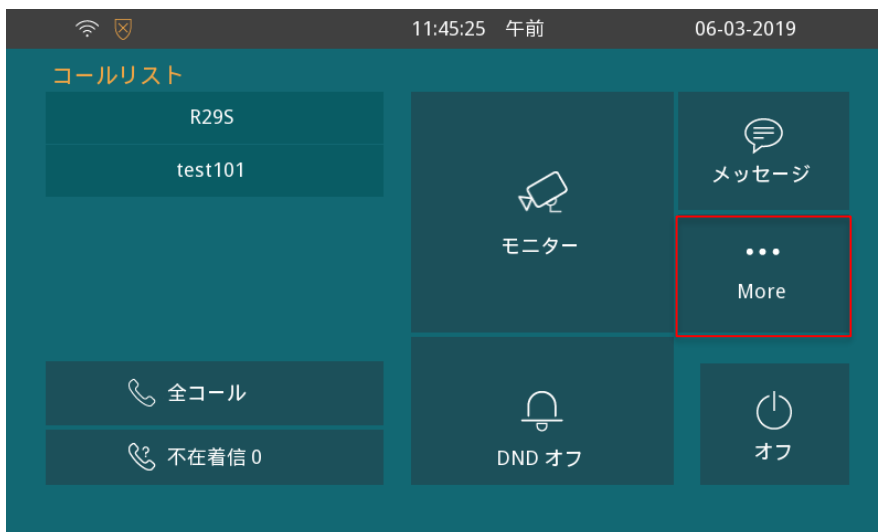 11:45:25 午前
06-03-2019
コールリスト
R29S
test101
モニター
メッセージ
More
全コール
不在着信 0
DND オフ
オフ